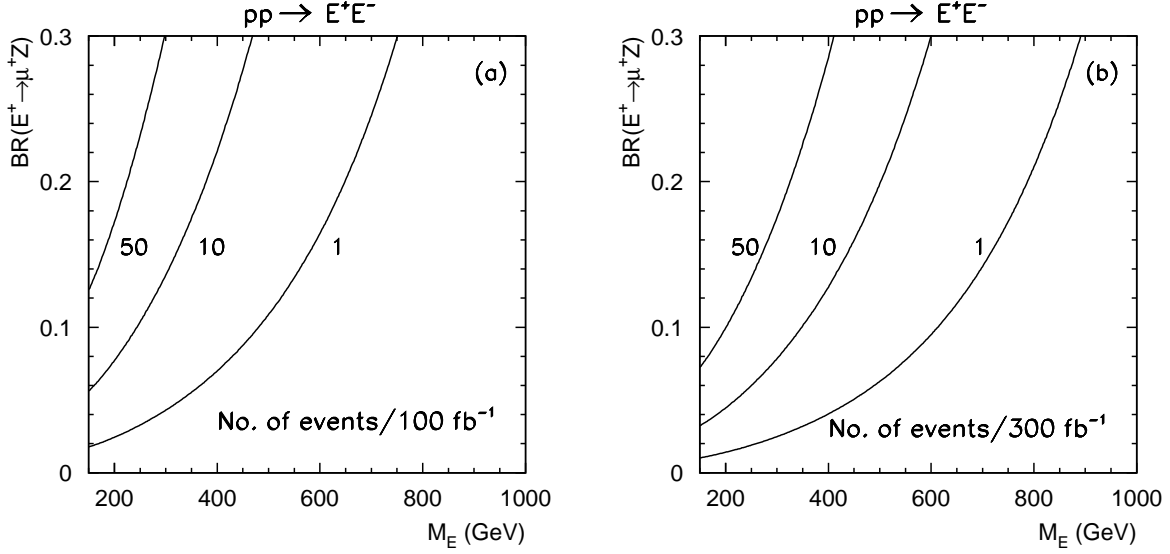 pp → E⁺E⁻
BR(E⁺→μ⁺Z)
0.3
0.2
0.1
0
(a)
50
10
1
No. of events/100 fb⁻¹
200
400
600
800
1000
M_E (GeV)
pp → E⁺E⁻
BR(E⁺→μ⁺Z)
0.3
0.2
0.1
0
(b)
50
10
1
No. of events/300 fb⁻¹
200
400
600
800
1000
M_E (GeV)